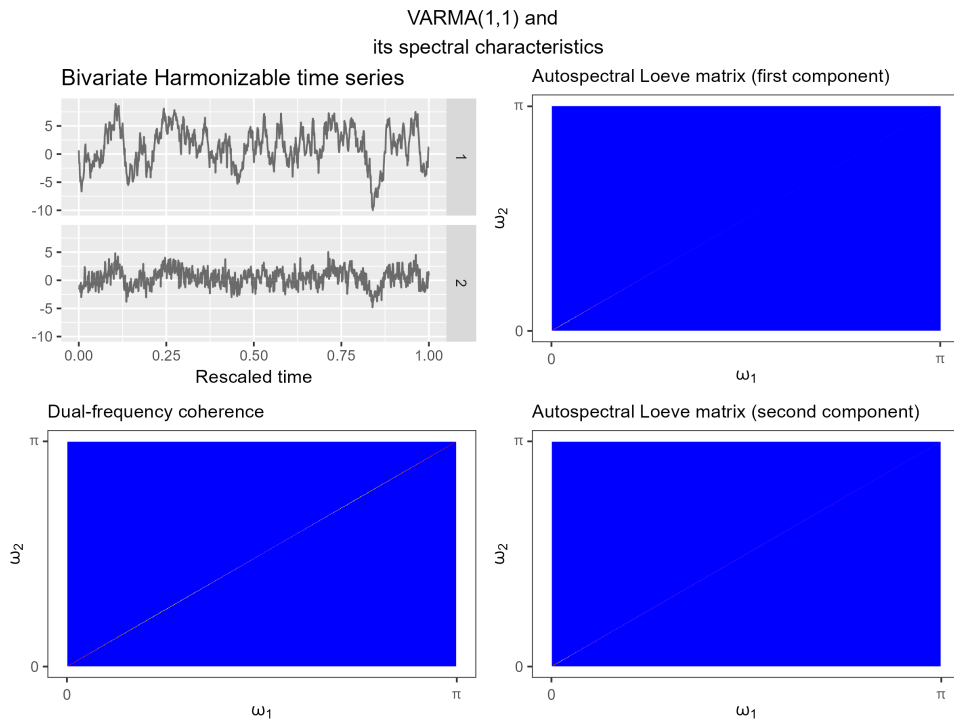 VARMA(1,1) and
its spectral characteristics
Bivariate Harmonizable time series
5
0
-5
-10
1
5
0
-5
-10
2
0.00 0.25 0.50 0.75 1.00
Rescaled time
Autospectral Loeve matrix (first component)
π
ω₂
0
0 π
ω₁
Dual-frequency coherence
π
ω₂
0
0 π
ω₁
Autospectral Loeve matrix (second component)
π
ω₂
0
0 π
ω₁